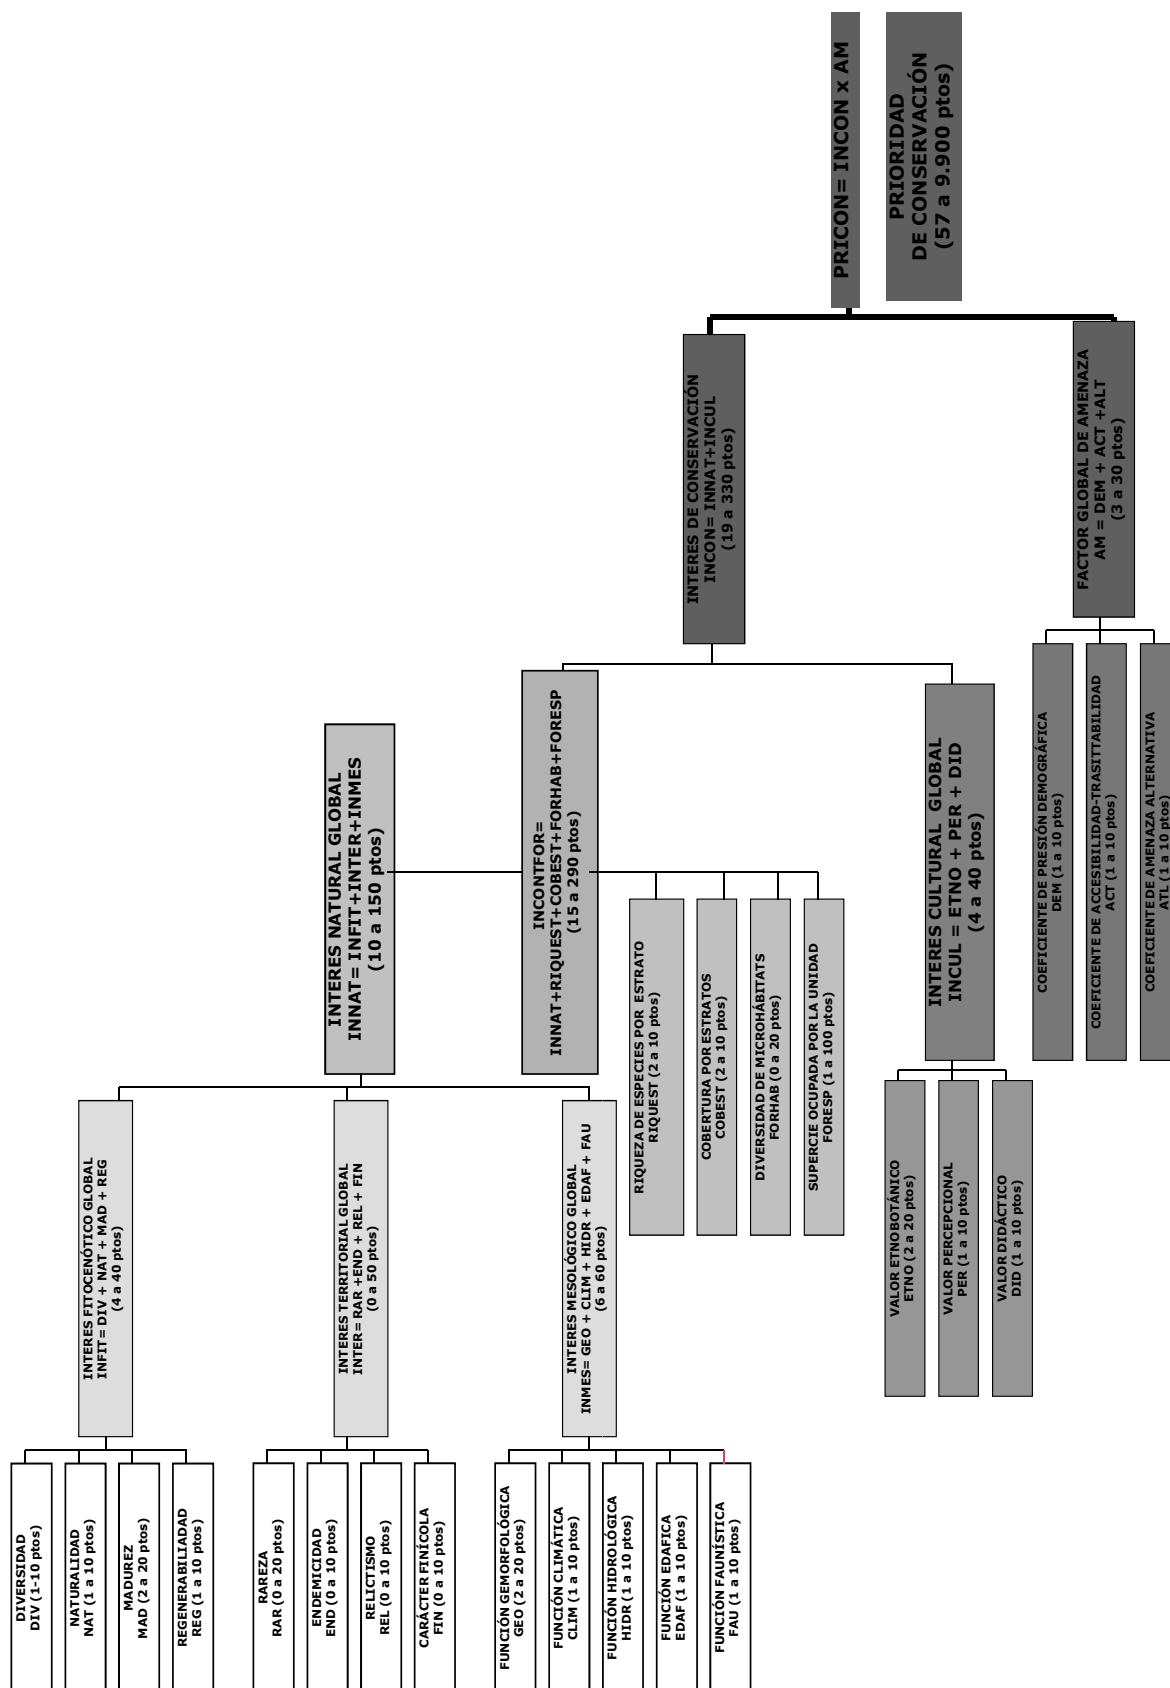 DIVERSIDAD
DIV (1-10 ptos)
NATURALIDAD
NAT (1 a 10 ptos)
MADUREZ
MAD (2 a 20 ptos)
REGENERABILIADAD
REG (1 a 10 ptos)
RAREZA
RAR (0 a 20 ptos)
ENDEMICIDAD
END (0 a 10 ptos)
RELICTISMO
REL (0 a 10 ptos)
CARÁCTER FINÍCOLA
FIN (0 a 10 ptos)
FUNCIÓN GEMORFOLÓGICA
GEO (2 a 20 ptos)
FUNCIÓN CLIMÁTICA
CLIM (1 a 10 ptos)
FUNCIÓN HIDROLÓGICA
HIDR (1 a 10 ptos)
FUNCIÓN EDAFICA
EDAF (1 a 10 ptos)
FUNCIÓN FAUNÍSTICA
FAU (1 a 10 ptos)
INTERES FITOCENÓTICO GLOBAL
INFIT= DIV + NAT + MAD + REG
(4 a 40 ptos)
INTERES TERRITORIAL GLOBAL
INTER= RAR +END + REL + FIN
(0 a 50 ptos)
INTERES MESOLÓGICO GLOBAL
INMES= GEO + CLIM + HIDR + EDAF + FAU
(6 a 60 ptos)
INTERES NATURAL GLOBAL
INNAT= INFIT+INTER+INMES
(10 a 150 ptos)
INCONTFOR=
INNAT+RIQUEST+COBEST+FORHAB+FORESP
(15 a 290 ptos)
RIQUEZA DE ESPECIES POR ESTRATO
RIQUEST (2 a 10 ptos)
COBERTURA POR ESTRATOS
COBEST (2 a 10 ptos)
DIVERSIDAD DE MICROHÁBITATS
FORHAB (0 a 20 ptos)
SUPERCIE OCUPADA POR LA UNIDAD
FORESP (1 a 100 ptos)
VALOR ETNOBOTÁNICO
ETNO (2 a 20 ptos)
VALOR PERCEPCIONAL
PER (1 a 10 ptos)
VALOR DIDÁCTICO
DID (1 a 10 ptos)
INTERES CULTURAL GLOBAL
INCUL = ETNO + PER + DID
(4 a 40 ptos)
COEFICIENTE DE PRESIÓN DEMOGRÁFICA
DEM (1 a 10 ptos)
COEFICIENTE DE ACCESIBILIDAD-TRASITTABILIDAD
ACT (1 a 10 ptos)
COEFICIENTE DE AMENAZA ALTERNATIVA
ATL (1 a 10 ptos)
INTERES DE CONSERVACIÓN
INCON= INNAT+INCUL
(19 a 330 ptos)
FACTOR GLOBAL DE AMENAZA
AM = DEM + ACT +ALT
(3 a 30 ptos)
PRICON= INCON x AM
PRIORIDAD
DE CONSERVACIÓN
(57 a 9.900 ptos)